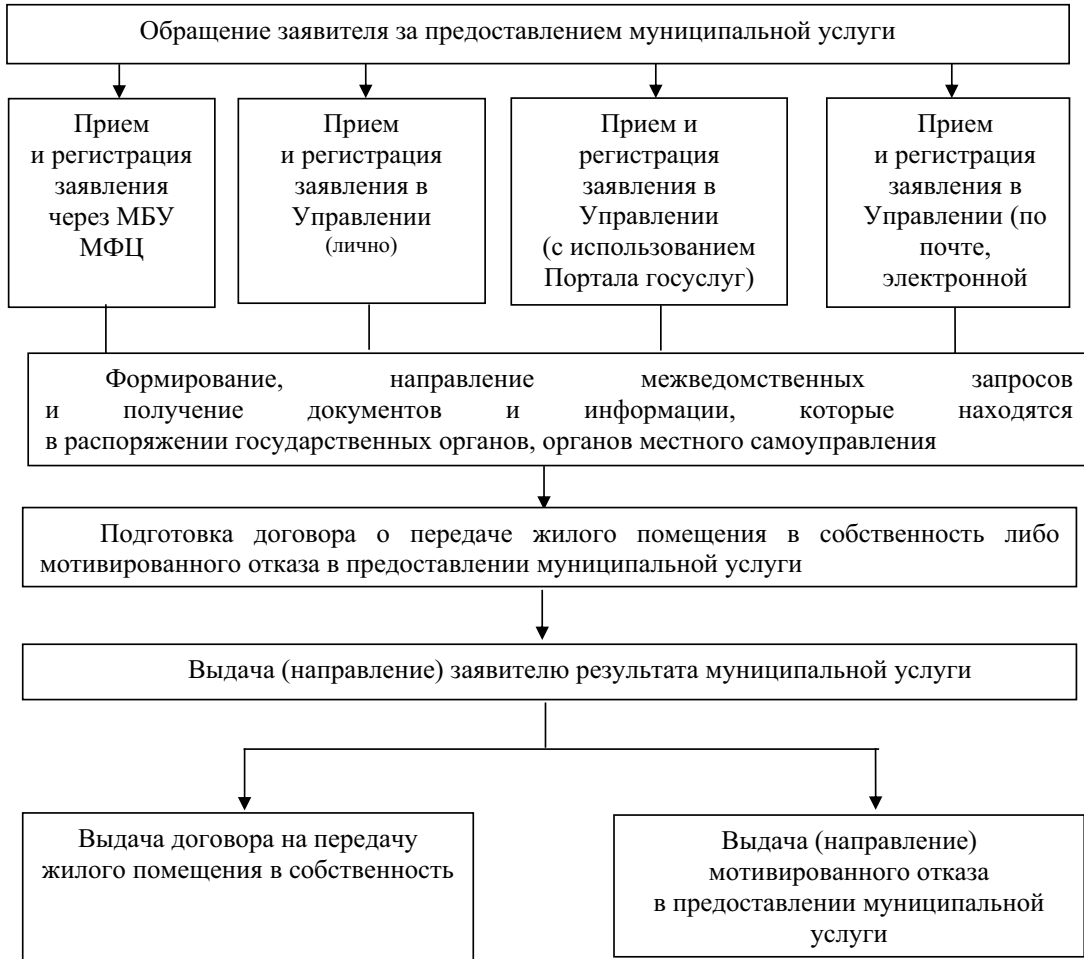 Обращение заявителя за предоставлением муниципальной услуги
Прием
и регистрация
заявления
через МБУ
МФЦ
Прием
и регистрация
заявления в
Управлении
(лично)
Прием и
регистрация
заявления в
Управлении
(с использованием
Портала госуслуг)
Прием
и регистрация
заявления в
Управлении (по
почте,
электронной
Формирование, направление межведомственных запросов
и получение документов и информации, которые находятся
в распоряжении государственных органов, органов местного самоуправления
Подготовка договора о передаче жилого помещения в собственность либо
мотивированного отказа в предоставлении муниципальной услуги
Выдача (направление) заявителю результата муниципальной услуги
Выдача договора на передачу
жилого помещения в собственность
Выдача (направление)
мотивированного отказа
в предоставлении муниципальной
услуги